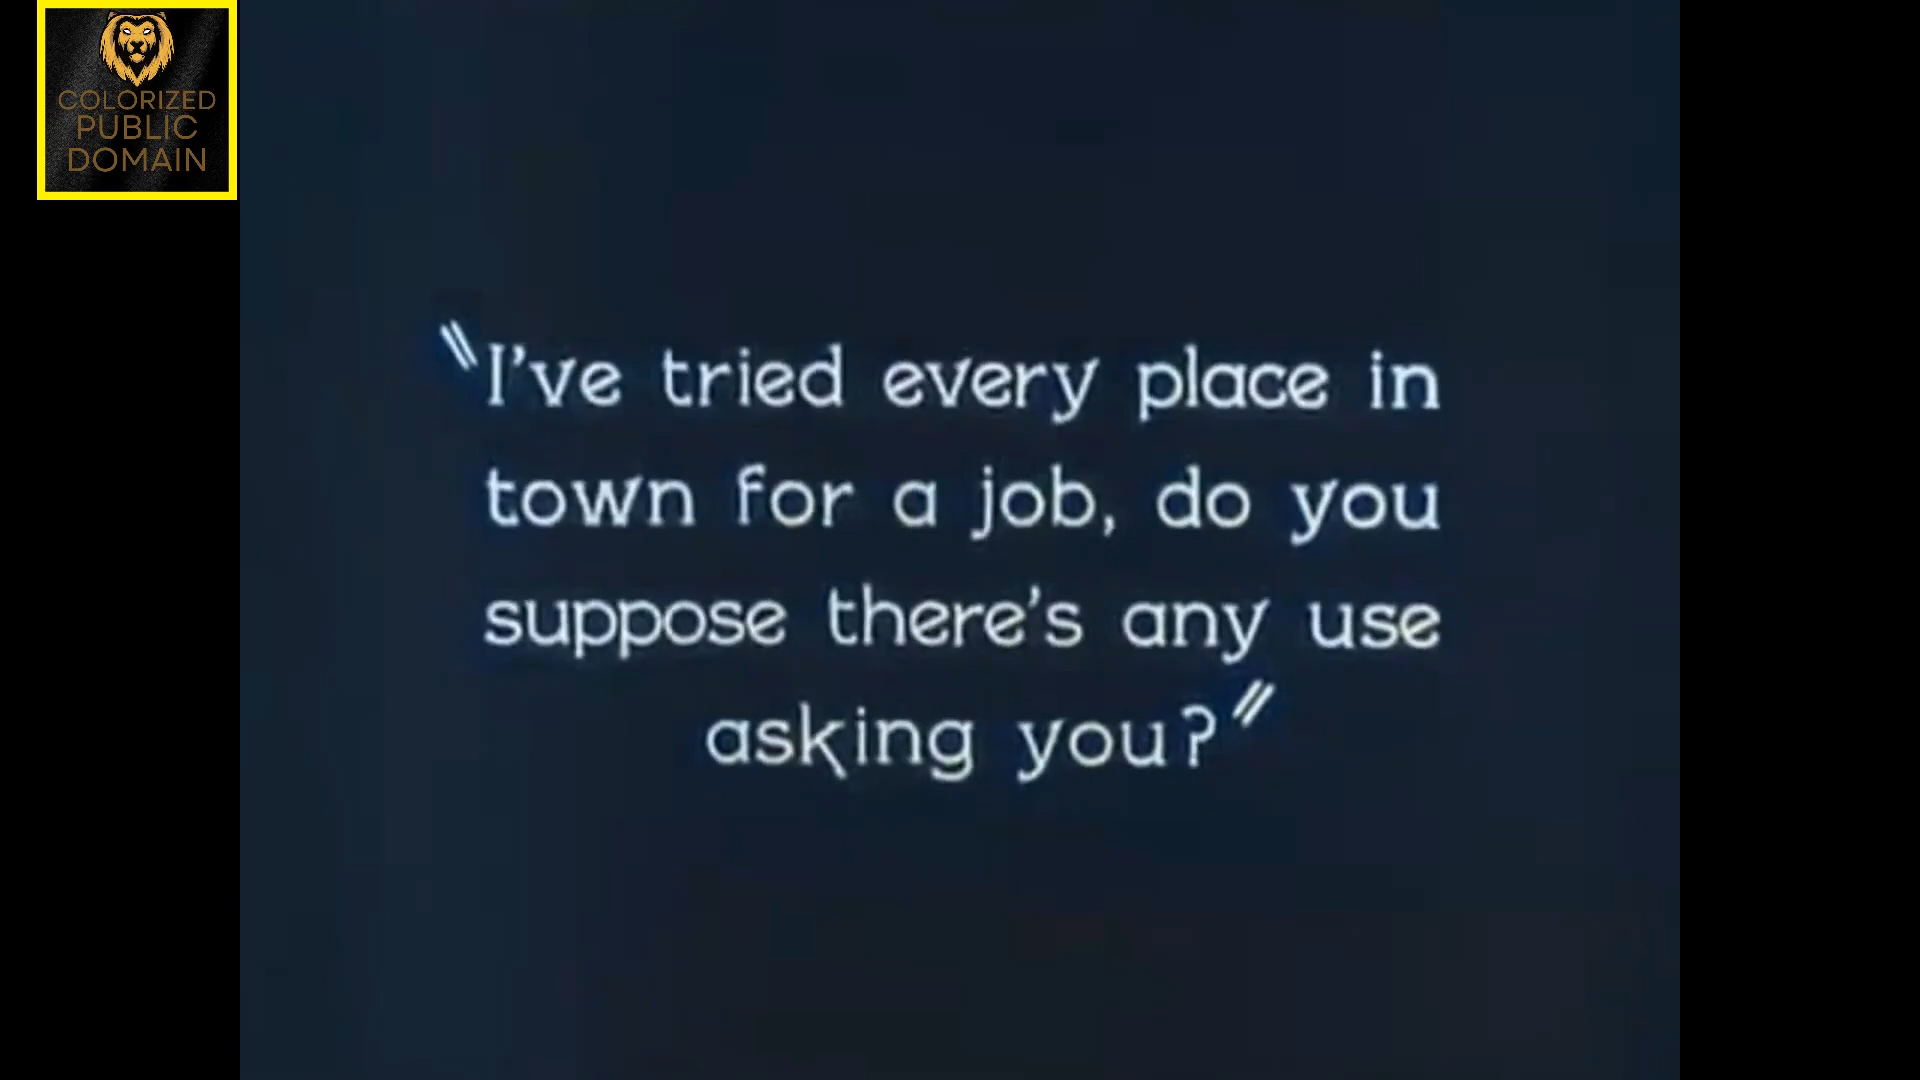 COLORIZED
PUBLIC
DOMAIN
"I've tried every place in
town for a job, do you
suppose there's any use
asking you?"